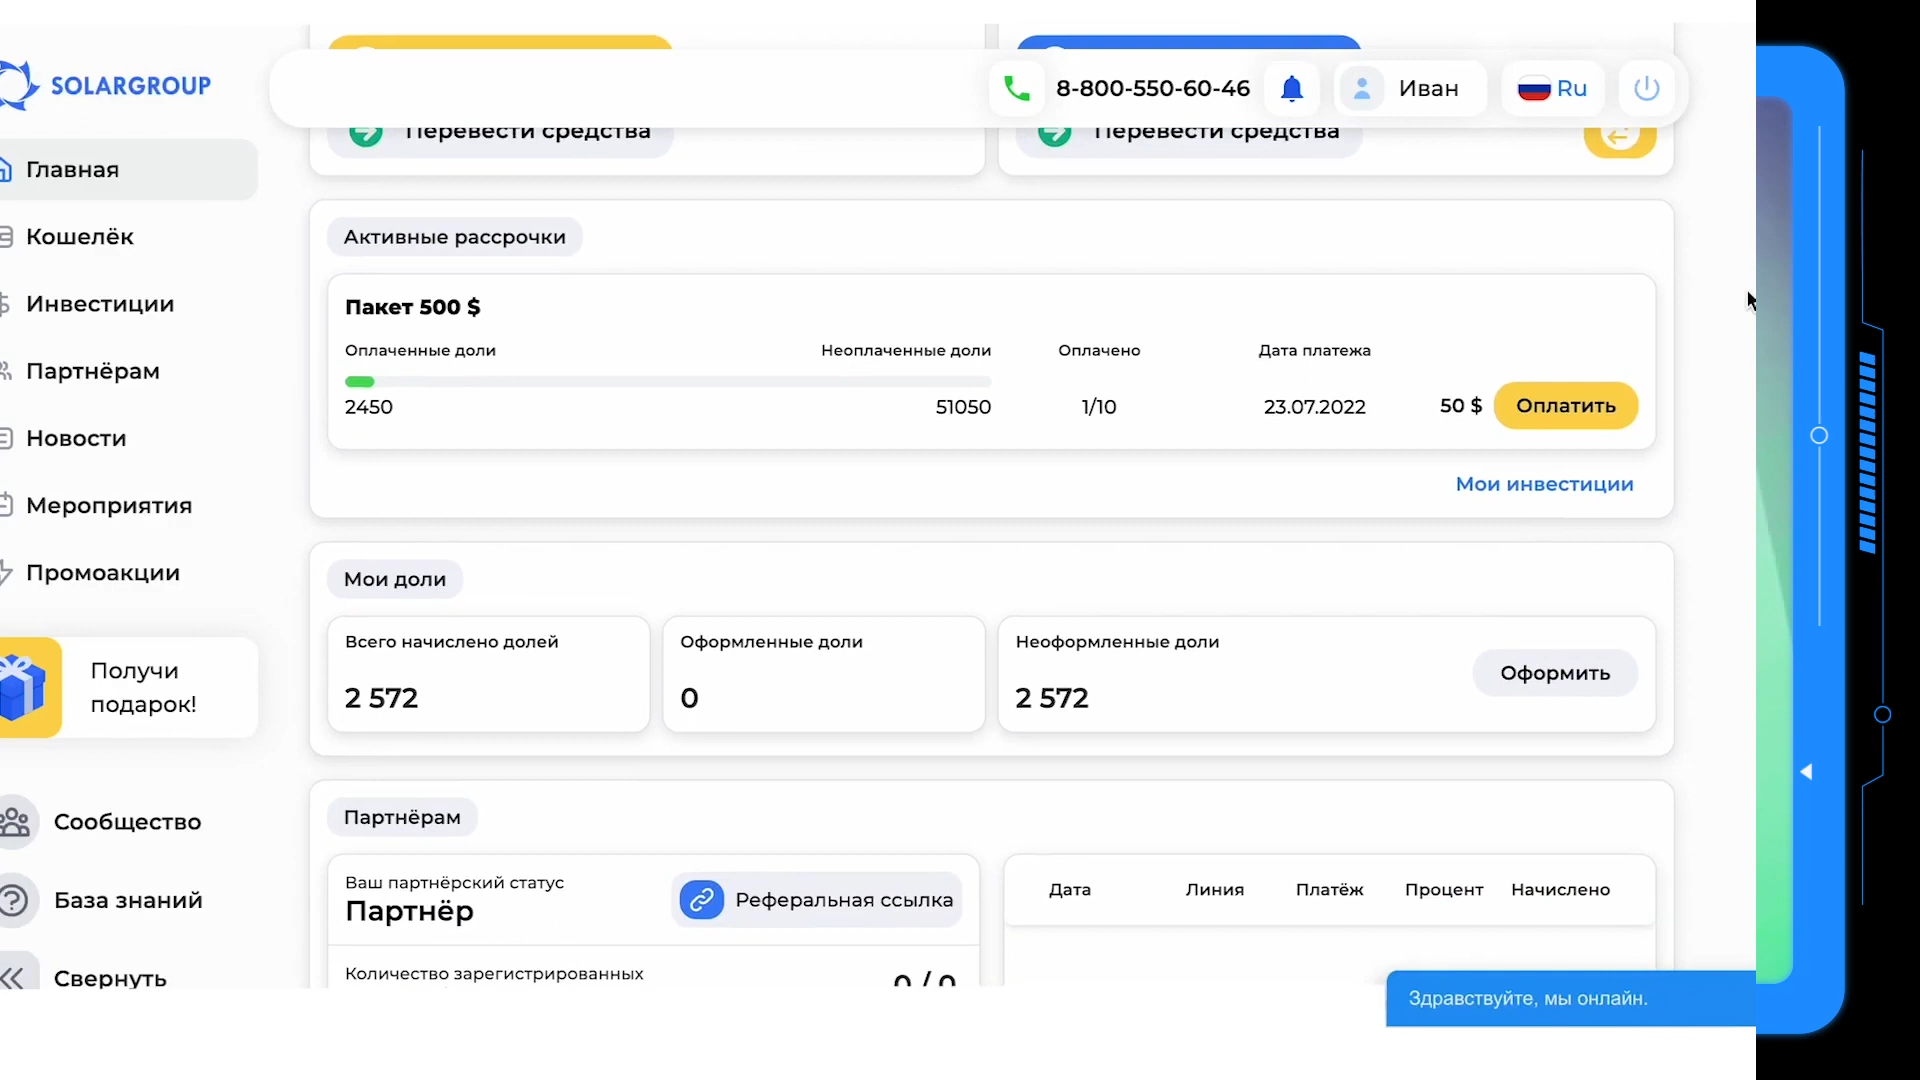 SOLARGROUP
8-800-550-60-46
Иван
Ru
Перевести средства
Перевести средства
Главная
Кошелёк
Инвестиции
Партнёрам
Новости
Мероприятия
Промоакции
Получи
подарок!
Сообщество
База знаний
Свернуть
Активные рассрочки
Пакет 500 $
Оплаченные доли
Неоплаченные доли
Оплачено
Дата платежа
2450
51050
1/10
23.07.2022
50 $
Оплатить
Мои инвестиции
Мои доли
Всего начислено долей
2 572
Оформленные доли
0
Неоформленные доли
2 572
Оформить
Партнёрам
Ваш партнёрский статус
Партнёр
Реферальная ссылка
Количество зарегистрированных
0 / 0
Дата
Линия
Платёж
Процент
Начислено
Здравствуйте, мы онлайн.